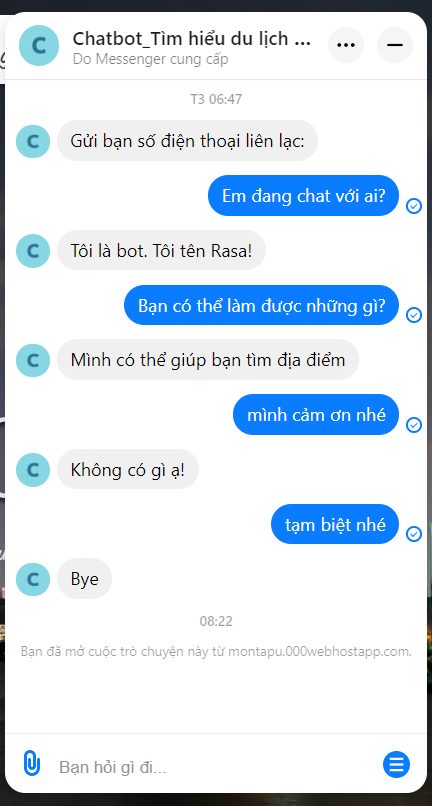 C
Chatbot_Tìm hiểu du lịch ...
Do Messenger cung cấp
T3 06:47
C
Gửi bạn số điện thoại liên lạc:
Em đang chat với ai?
C
Tôi là bot. Tôi tên Rasa!
Bạn có thể làm được những gì?
C
Mình có thể giúp bạn tìm địa điểm
mình cảm ơn nhé
C
Không có gì ạ!
tạm biệt nhé
C
Bye
08:22
Bạn đã mở cuộc trò chuyện này từ montapu.000webhostapp.com.
Bạn hỏi gì đi...